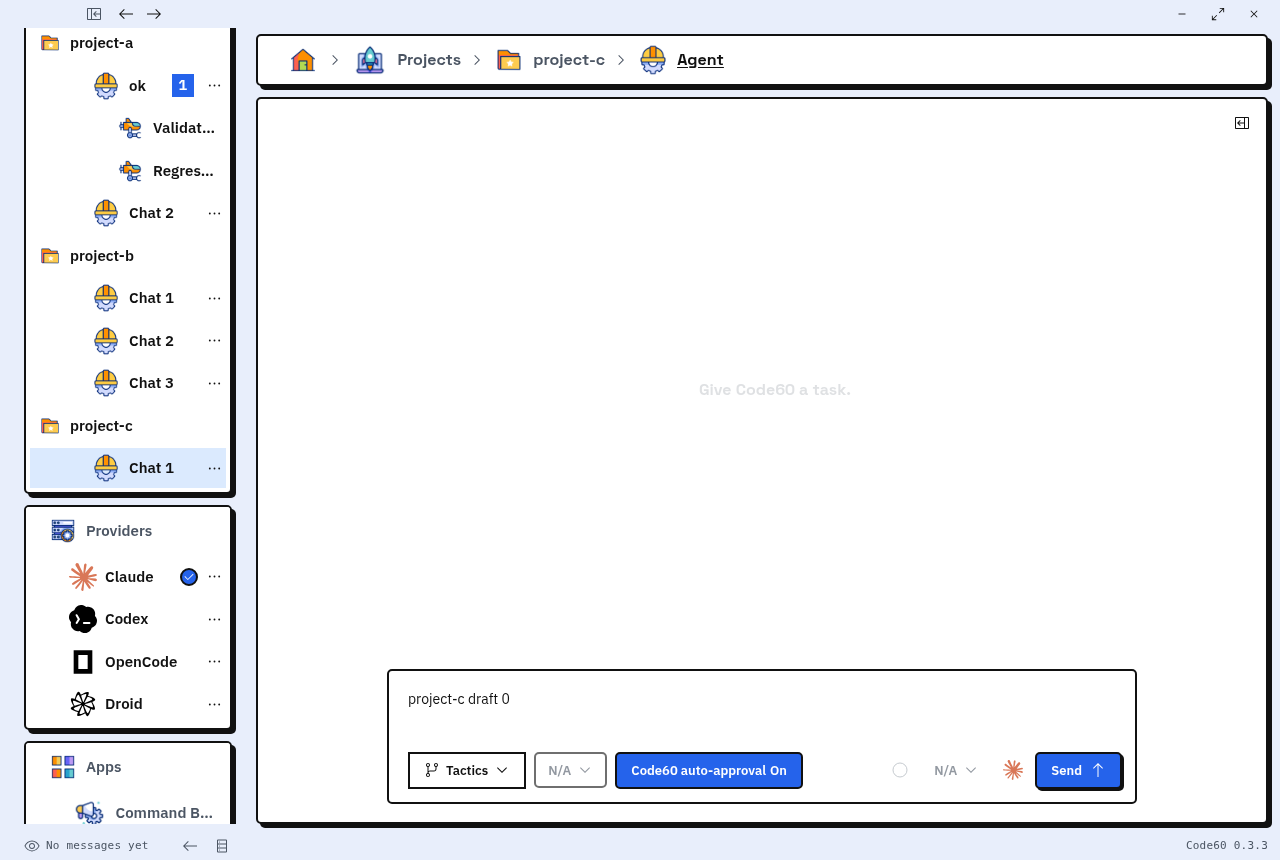 project-a
ok 1 ...
Validat...
Regres...
Chat 2 ...
project-b
Chat 1 ...
Chat 2 ...
Chat 3 ...
project-c
Chat 1 ...
Providers
Claude ...
Codex ...
OpenCode ...
Droid ...
Apps
Command B...
No messages yet
Projects > project-c > Agent
Give Code60 a task.
project-c draft 0
Tactics N/A Code60 auto-approval On N/A Send
Code60 0.3.3